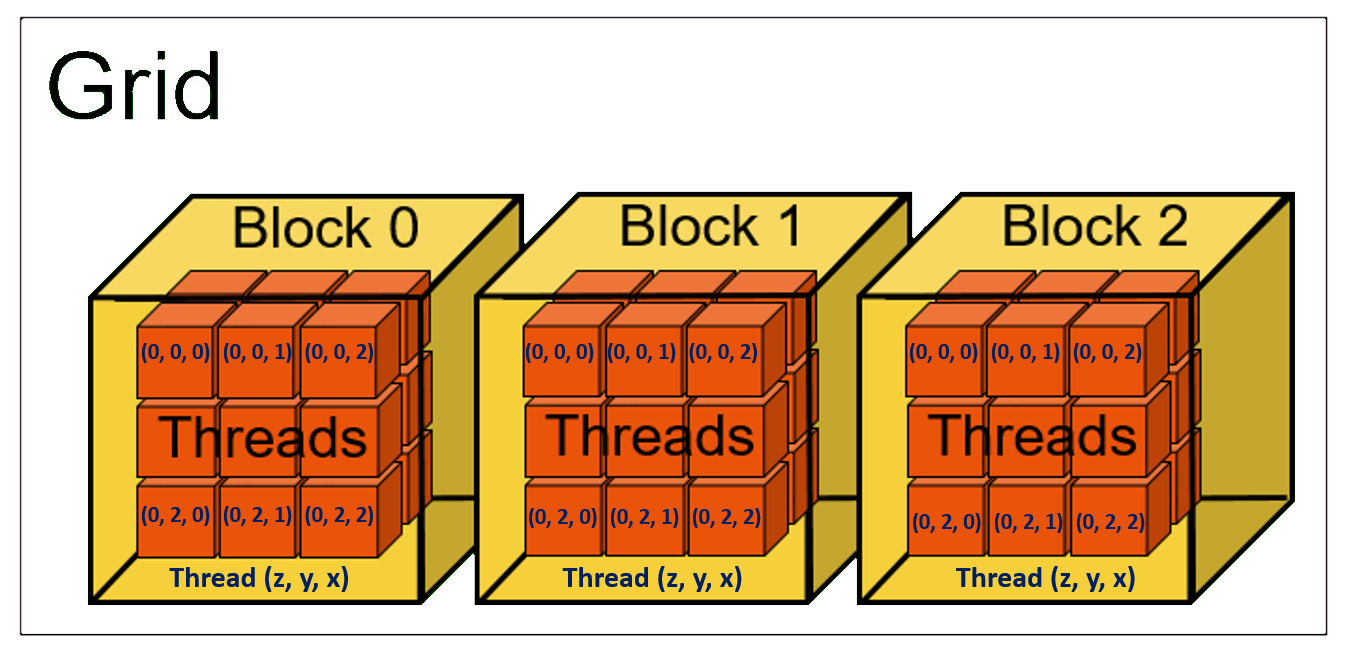 Grid
Block 0
(0, 0, 0) (0, 0, 1) (0, 0, 2)
Threads
(0, 2, 0) (0, 2, 1) (0, 2, 2)
Thread (z, y, x)
Block 1
(0, 0, 0) (0, 0, 1) (0, 0, 2)
Threads
(0, 2, 0) (0, 2, 1) (0, 2, 2)
Thread (z, y, x)
Block 2
(0, 0, 0) (0, 0, 1) (0, 0, 2)
Threads
(0, 2, 0) (0, 2, 1) (0, 2, 2)
Thread (z, y, x)